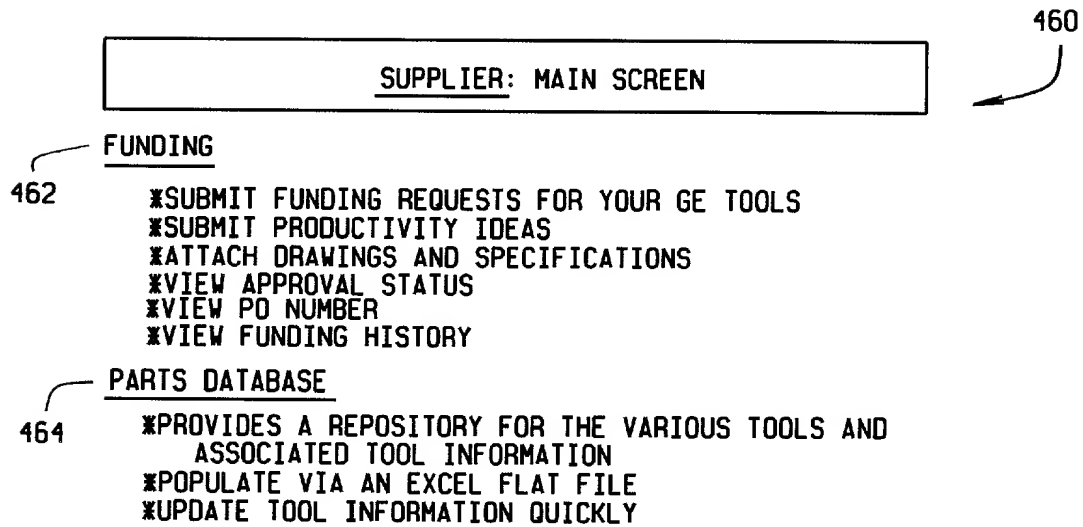 460
SUPPLIER: MAIN SCREEN
FUNDING
462
*SUBMIT FUNDING REQUESTS FOR YOUR GE TOOLS
*SUBMIT PRODUCTIVITY IDEAS
*ATTACH DRAWINGS AND SPECIFICATIONS
*VIEW APPROVAL STATUS
*VIEW PO NUMBER
*VIEW FUNDING HISTORY
PARTS DATABASE
464
*PROVIDES A REPOSITORY FOR THE VARIOUS TOOLS AND
ASSOCIATED TOOL INFORMATION
*POPULATE VIA AN EXCEL FLAT FILE
*UPDATE TOOL INFORMATION QUICKLY